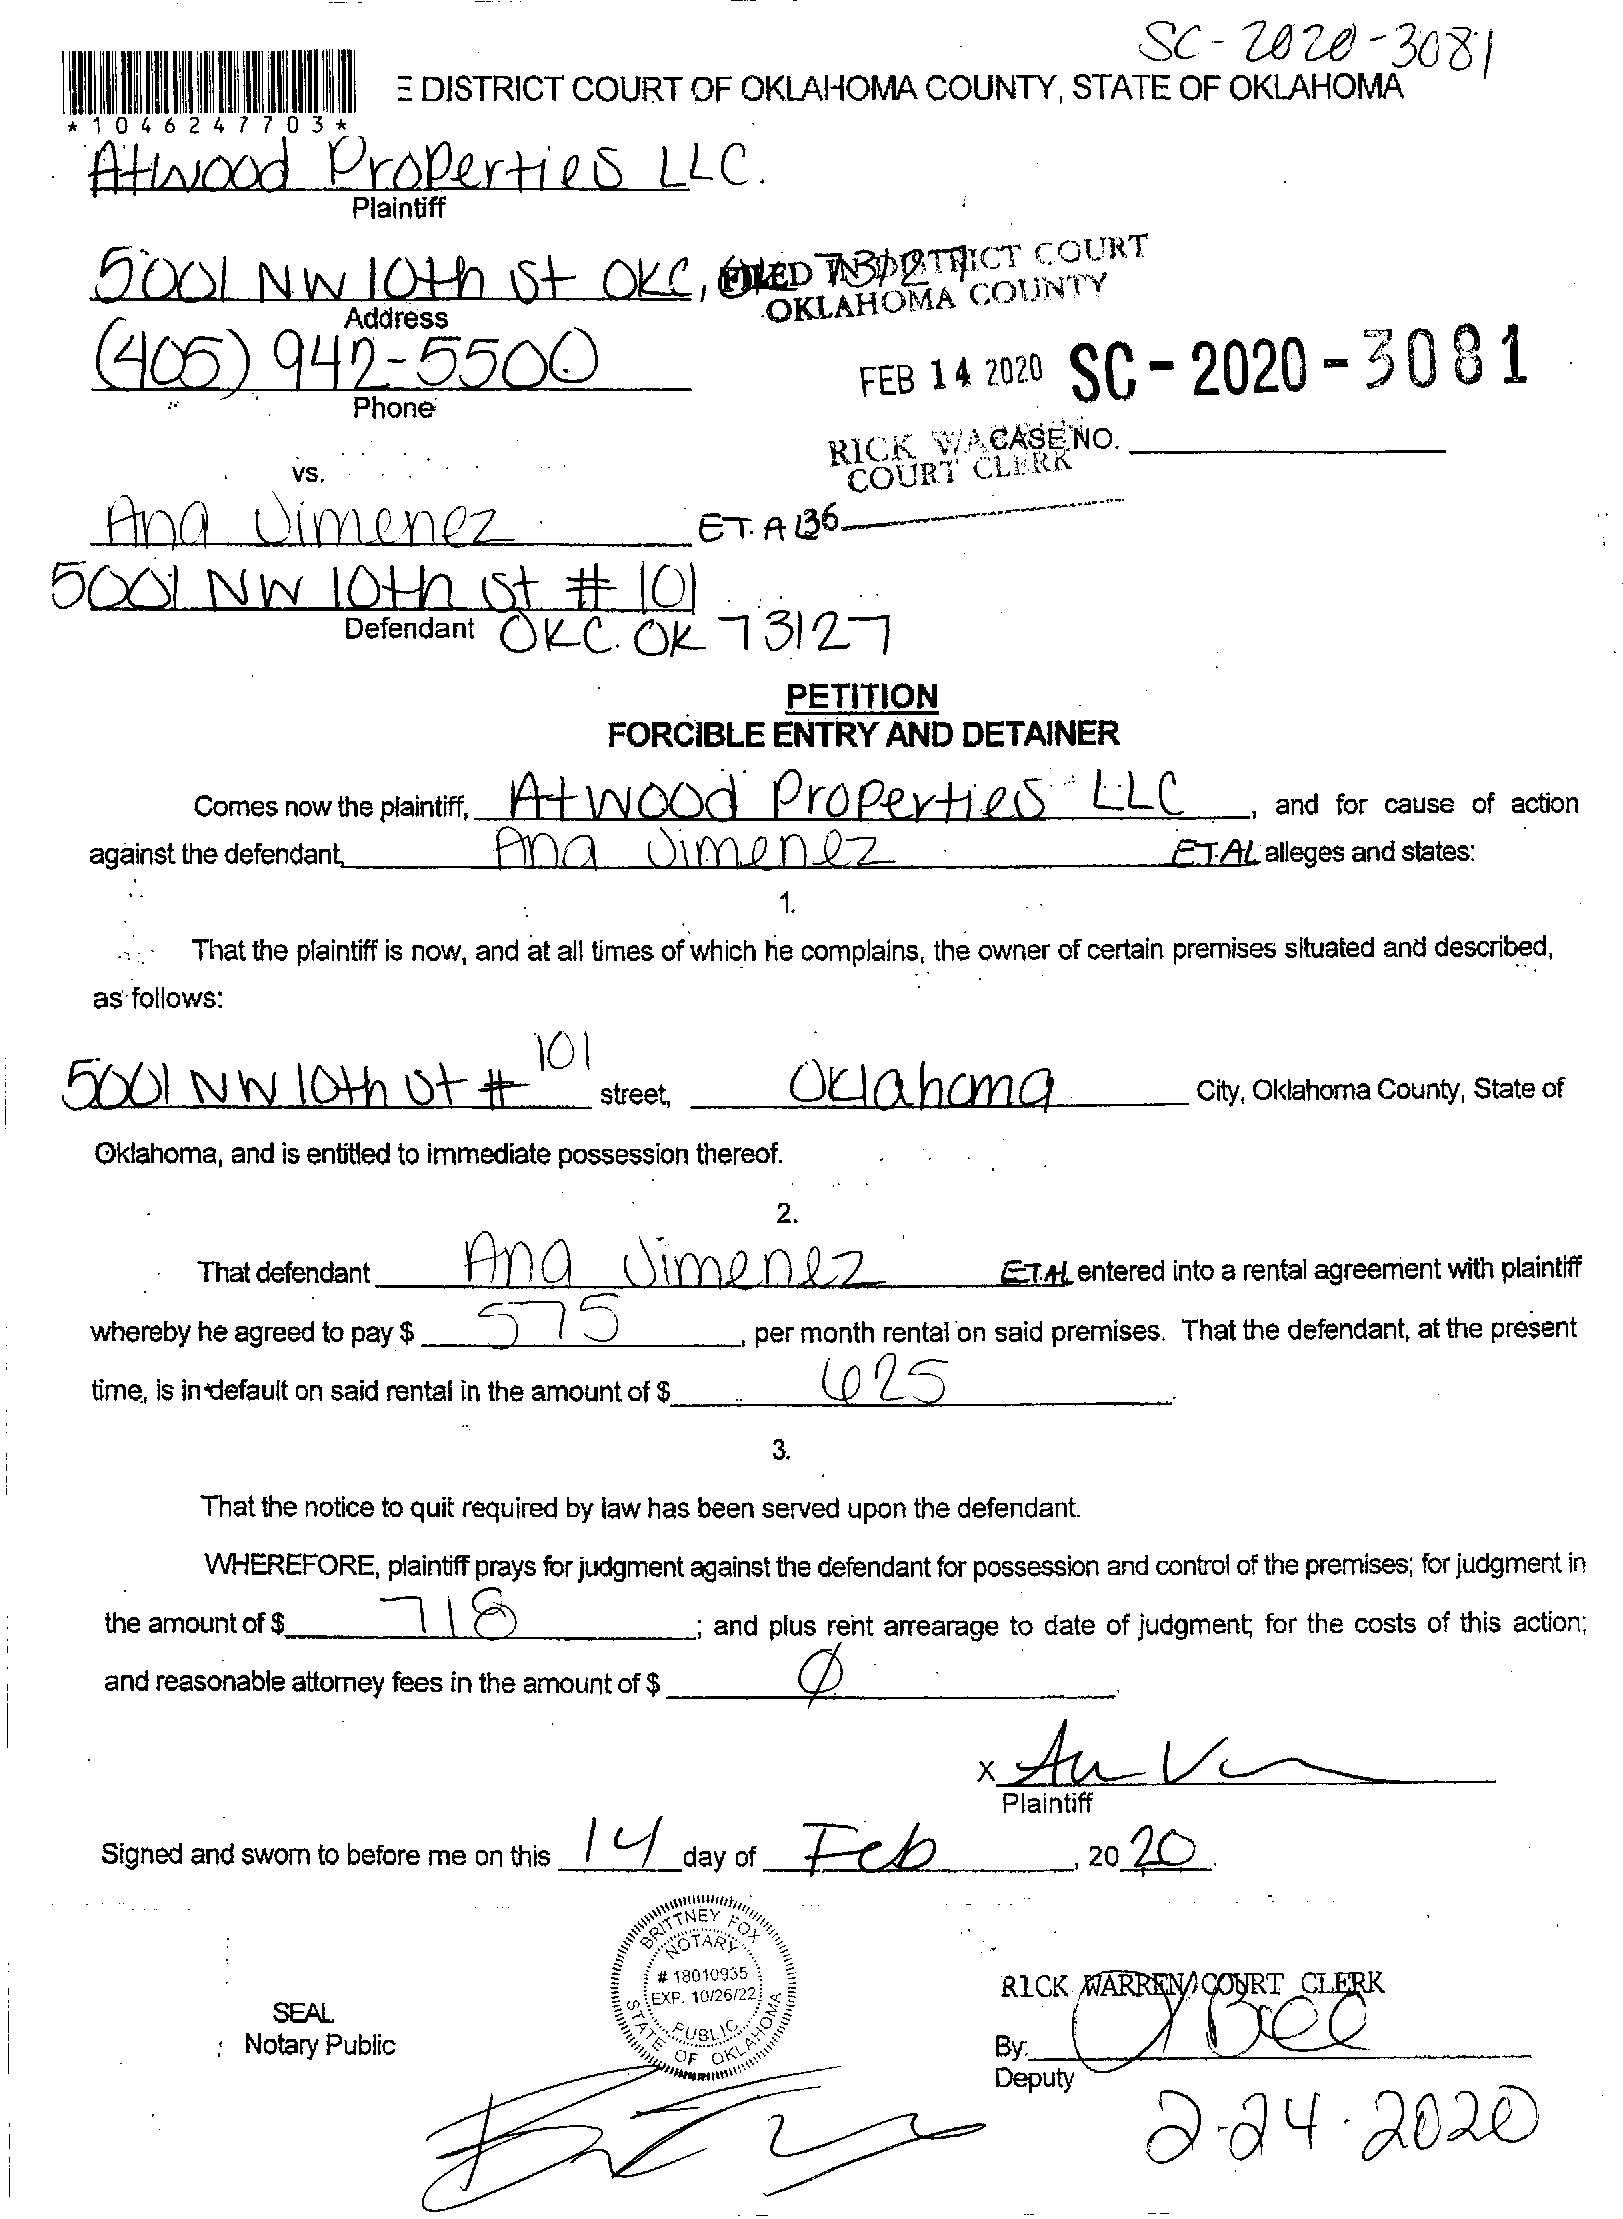 SC-2020-3081
E DISTRICT COURT OF OKLAHOMA COUNTY, STATE OF OKLAHOMA
*1046247703*
Atwood Properties LLC.
Plaintiff
5001 NW 10th St OKC, OK 73127
FILED IN DISTRICT COURT
OKLAHOMA COUNTY
Address
(405) 942-5500
FEB 14 2020 SC-2020-3081
Phone
RICK WA CASE NO.
COURT CLERK
vs.
Ana Jimenez ET. AL 36
5001 NW 10th St # 101
Defendant OKC. OK 73127
PETITION
FORCIBLE ENTRY AND DETAINER
Comes now the plaintiff, Atwood Properties LLC, and for cause of action
against the defendant, Ana Jimenez ET.AL alleges and states:
1.
That the plaintiff is now, and at all times of which he complains, the owner of certain premises situated and described,
as follows:
5001 NW 10th St # 101 street, Oklahoma City, Oklahoma County, State of
Oklahoma, and is entitled to immediate possession thereof.
2.
That defendant Ana Jimenez ET.AL entered into a rental agreement with plaintiff
whereby he agreed to pay $ 575, per month rental on said premises. That the defendant, at the present
time, is in default on said rental in the amount of $ 625.
3.
That the notice to quit required by law has been served upon the defendant.
WHEREFORE, plaintiff prays for judgment against the defendant for possession and control of the premises; for judgment in
the amount of $ 718; and plus rent arrearage to date of judgment; for the costs of this action;
and reasonable attorney fees in the amount of $ 0.
X
Plaintiff
Signed and sworn to before me on this 14 day of Feb, 2020.
BRITTNEY FOX
NOTARY
# 18010935
EXP. 10/26/22
PUBLIC
STATE OF OKLAHOMA
SEAL
Notary Public
RICK WARREN, COURT CLERK
By:
Deputy
2-24-2020